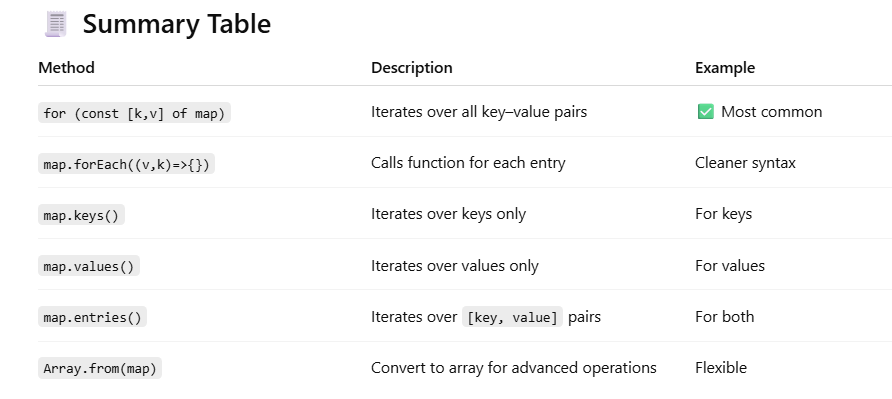 Summary Table
Method Description Example
for (const [k,v] of map) Iterates over all key–value pairs ✅ Most common
map.forEach((v,k)=>{}) Calls function for each entry Cleaner syntax
map.keys() Iterates over keys only For keys
map.values() Iterates over values only For values
map.entries() Iterates over [key, value] pairs For both
Array.from(map) Convert to array for advanced operations Flexible